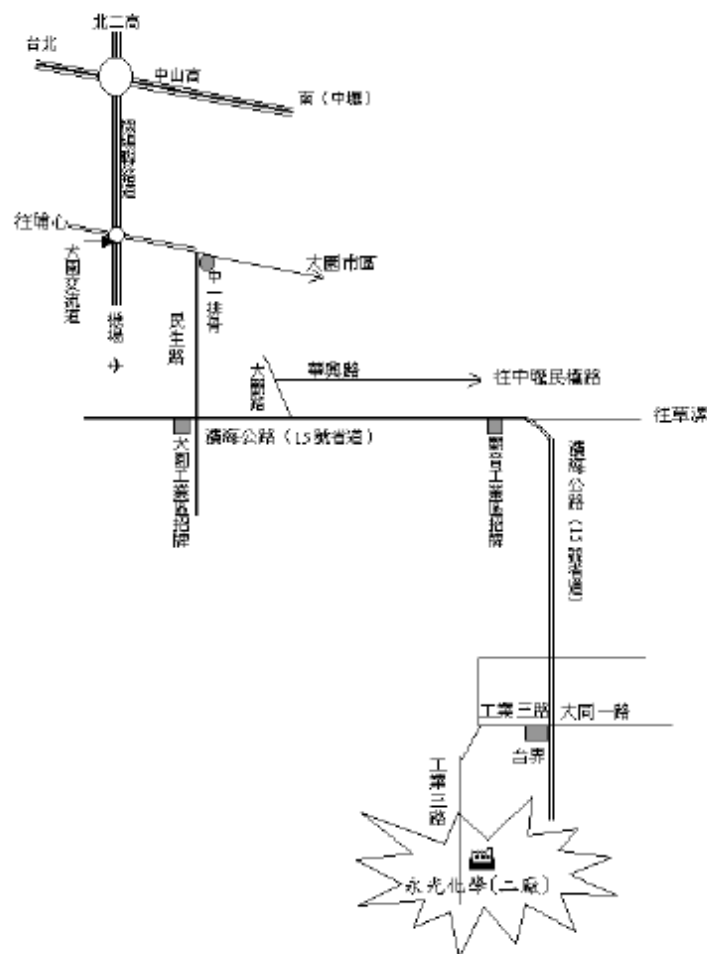 北二高
台北
中山高
南（中壢）
往埔心
大園交流道
機場
大園市區
中一排骨
民生路
大園路
華興路
往中壢民權路
往草漯
濱海公路（15號省道）
大園工業區招牌
觀音工業區招牌
濱海公路（15號省道）
工業三路
大同一路
台昇
工業三路
永光化學(二廠)